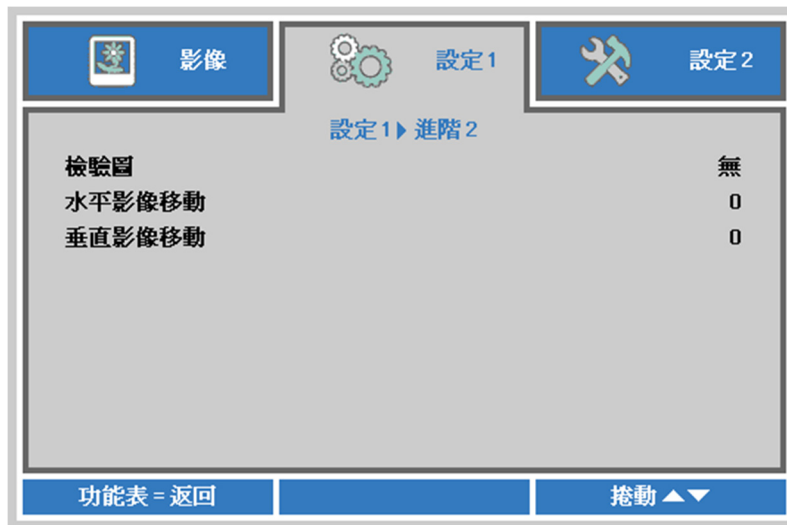 影像 設定1 設定2
設定1▶進階2
檢驗圖 無
水平影像移動 0
垂直影像移動 0
功能表=返回 捲動▲▼